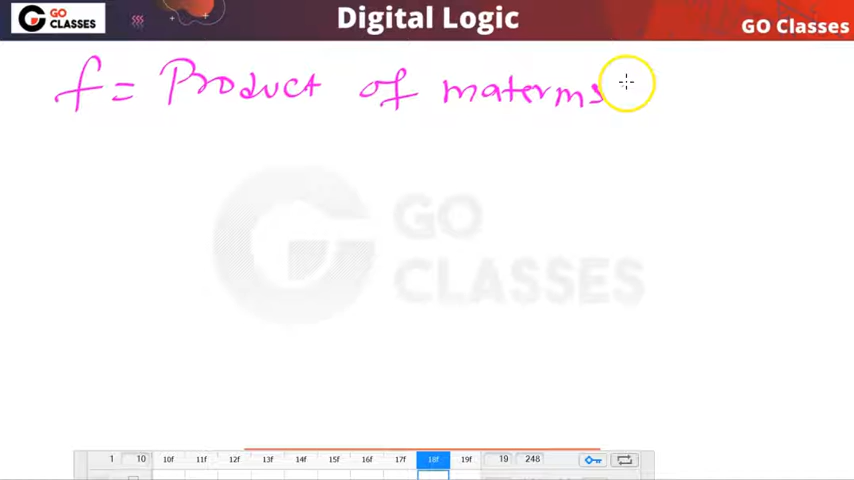 GO CLASSES
Digital Logic
GO Classes
f = Product of materms
GO
CLASSES
1 10 10f 11f 12f 13f 14f 15f 16f 17f 18f 19f 19 248